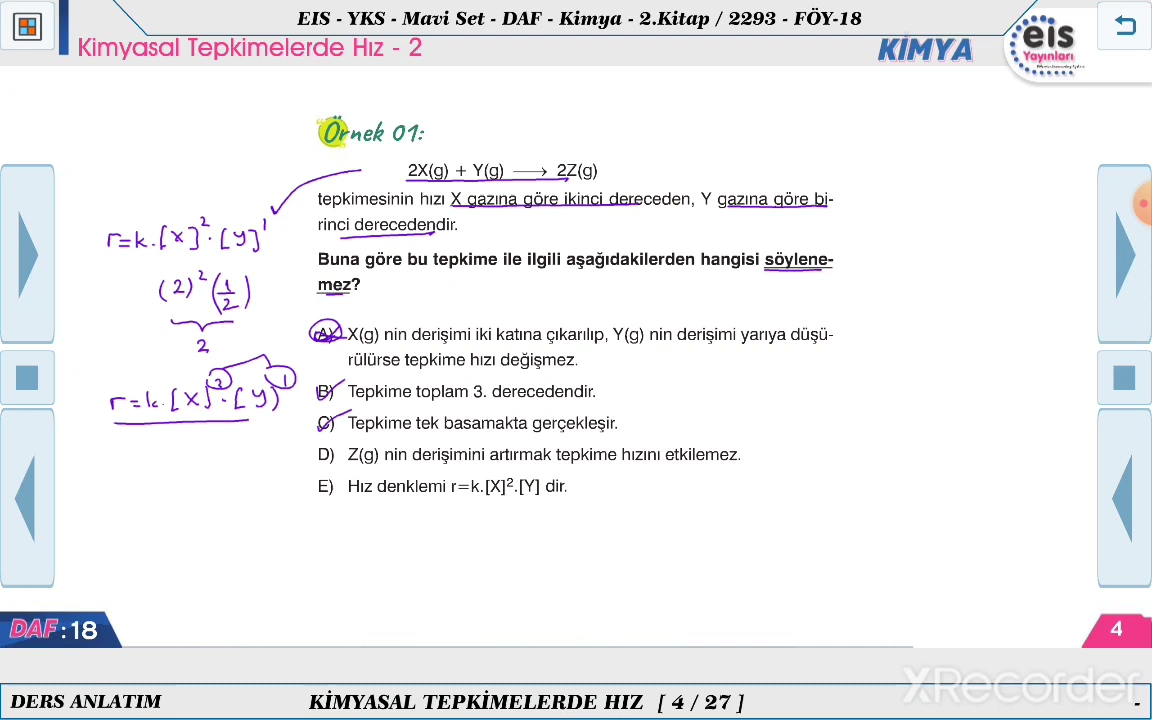 EIS - YKS - Mavi Set - DAF - Kimya - 2.Kitap / 2293 - FÖY-18
Kimyasal Tepkimelerde Hız - 2
KİMYA
eis
Yayınları
Örnek 01:
2X(g) + Y(g) ⟶ 2Z(g)
tepkimesinin hızı X gazına göre ikinci dereceden, Y gazına göre bi-
rinci derecedendir.
r=k.[X]²·[Y]¹
Buna göre bu tepkime ile ilgili aşağıdakilerden hangisi söylene-
mez?
(2)² (1/2)
2
A) X(g) nin derişimi iki katına çıkarılıp, Y(g) nin derişimi yarıya düşü-
rülürse tepkime hızı değişmez.
r=k.[X]²·[Y]¹
B) Tepkime toplam 3. derecedendir.
C) Tepkime tek basamakta gerçekleşir.
D) Z(g) nin derişimini artırmak tepkime hızını etkilemez.
E) Hız denklemi r=k.[X]².[Y] dir.
DAF : 18
4
XRecorder
DERS ANLATIM
KİMYASAL TEPKİMELERDE HIZ [ 4 / 27 ]
-